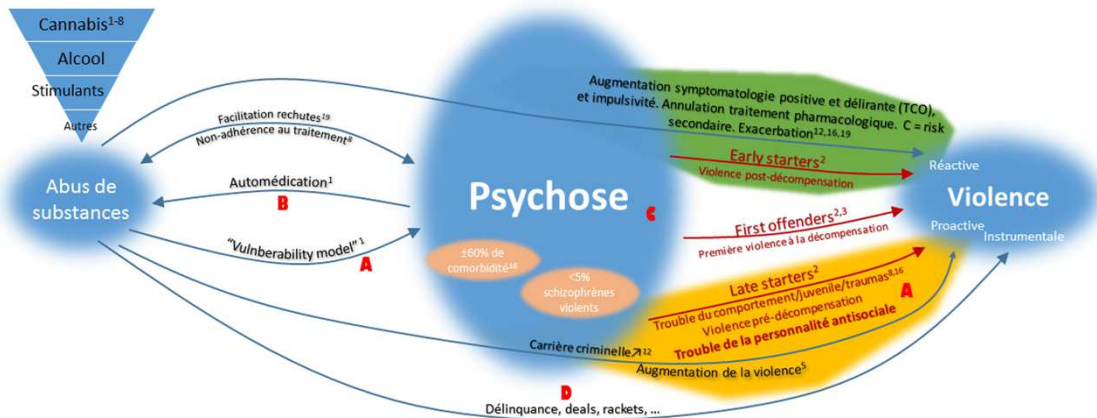 Cannabis¹⁻⁸
Alcool
Stimulants
Autres
Abus de
substances
Facilitation rechutes¹⁹
Non-adhérence au traitement⁸
Automédication¹
B
"Vulnberability model" ¹
A
Psychose
C
±60% de
comorbidité¹⁸
<5%
schizophrènes
violents
Augmentation symptomatologie positive et délirante (TCO),
et impulsivité. Annulation traitement pharmacologique. C = risk
secondaire. Exacerbation¹²,¹⁶,¹⁹
Early starters²
Violence post-décompensation
First offenders²,³
Première violence à la décompensation
Late starters²
Trouble du comportement/juvenile/traumas⁸,¹⁶
Violence pré-décompensation
Trouble de la personnalité antisociale
A
Réactive
Violence
Proactive
Instrumentale
Carrière criminelle↗¹²
Augmentation de la violence⁵
D
Délinquance, deals, rackets, ...